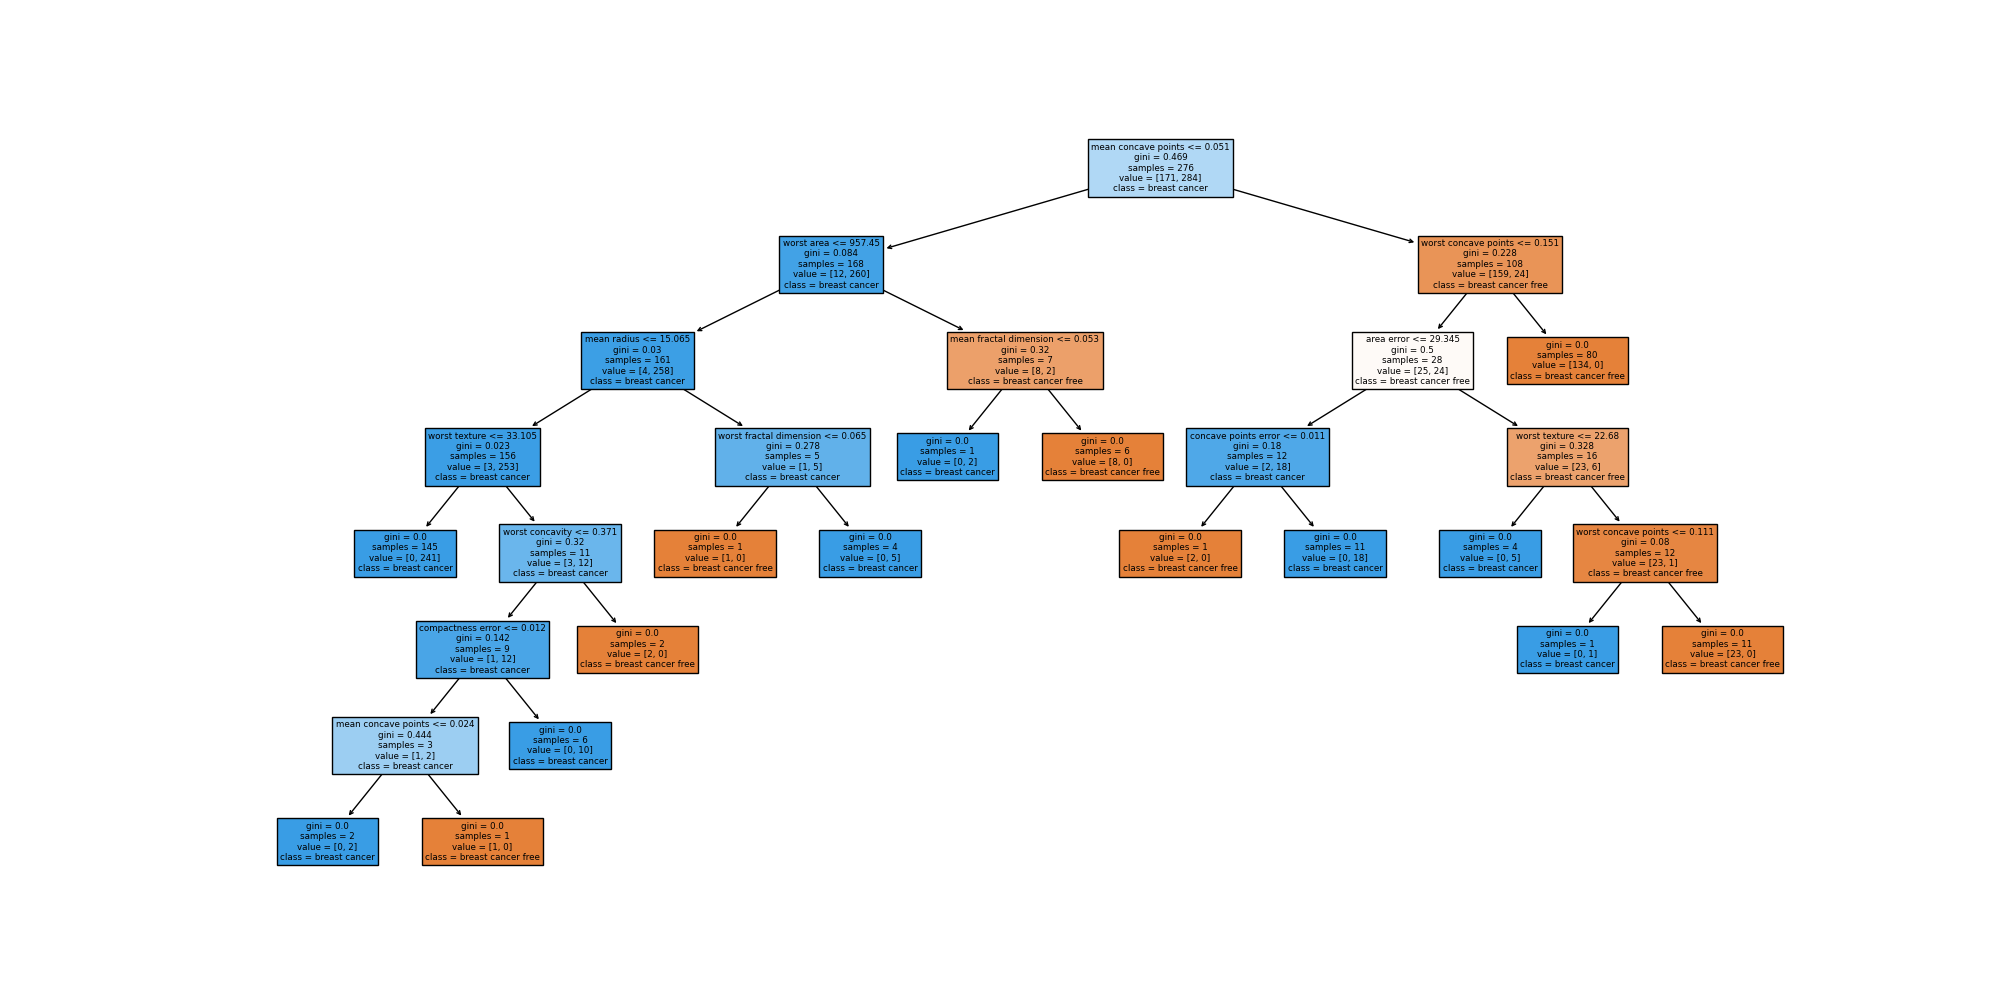 mean concave points <= 0.051
gini = 0.469
samples = 276
value = [171, 284]
class = breast cancer
worst area <= 957.45
gini = 0.084
samples = 168
value = [12, 260]
class = breast cancer
worst concave points <= 0.151
gini = 0.228
samples = 108
value = [159, 24]
class = breast cancer free
mean radius <= 15.065
gini = 0.03
samples = 161
value = [4, 258]
class = breast cancer
mean fractal dimension <= 0.053
gini = 0.32
samples = 7
value = [8, 2]
class = breast cancer free
area error <= 29.345
gini = 0.5
samples = 28
value = [25, 24]
class = breast cancer free
gini = 0.0
samples = 80
value = [134, 0]
class = breast cancer free
worst texture <= 33.105
gini = 0.023
samples = 156
value = [3, 253]
class = breast cancer
worst fractal dimension <= 0.065
gini = 0.278
samples = 5
value = [1, 5]
class = breast cancer
gini = 0.0
samples = 1
value = [0, 2]
class = breast cancer
gini = 0.0
samples = 6
value = [8, 0]
class = breast cancer free
concave points error <= 0.011
gini = 0.18
samples = 12
value = [2, 18]
class = breast cancer
worst texture <= 22.68
gini = 0.328
samples = 16
value = [23, 6]
class = breast cancer free
gini = 0.0
samples = 145
value = [0, 241]
class = breast cancer
worst concavity <= 0.371
gini = 0.32
samples = 11
value = [3, 12]
class = breast cancer
gini = 0.0
samples = 1
value = [1, 0]
class = breast cancer free
gini = 0.0
samples = 4
value = [0, 5]
class = breast cancer
gini = 0.0
samples = 1
value = [2, 0]
class = breast cancer free
gini = 0.0
samples = 11
value = [0, 18]
class = breast cancer
gini = 0.0
samples = 4
value = [0, 5]
class = breast cancer
worst concave points <= 0.111
gini = 0.08
samples = 12
value = [23, 1]
class = breast cancer free
compactness error <= 0.012
gini = 0.142
samples = 9
value = [1, 12]
class = breast cancer
gini = 0.0
samples = 2
value = [2, 0]
class = breast cancer free
gini = 0.0
samples = 1
value = [0, 1]
class = breast cancer
gini = 0.0
samples = 11
value = [23, 0]
class = breast cancer free
mean concave points <= 0.024
gini = 0.444
samples = 3
value = [1, 2]
class = breast cancer
gini = 0.0
samples = 6
value = [0, 10]
class = breast cancer
gini = 0.0
samples = 2
value = [0, 2]
class = breast cancer
gini = 0.0
samples = 1
value = [1, 0]
class = breast cancer free